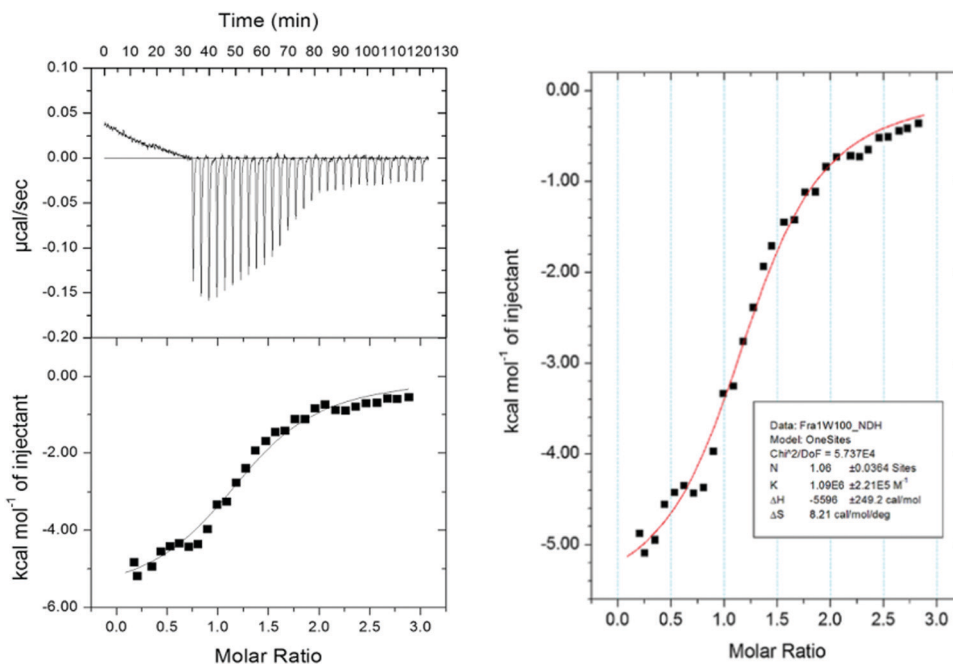 Time (min)
0 10 20 30 40 50 60 70 80 90 100 110 120 130
0.10
0.05
0.00
-0.05
-0.10
-0.15
-0.20
µcal/sec
0.00
-2.00
-4.00
-6.00
kcal mol⁻¹ of injectant
0.0 0.5 1.0 1.5 2.0 2.5 3.0
Molar Ratio
0.00
-1.00
-2.00
-3.00
-4.00
-5.00
kcal mol⁻¹ of injectant
Data: Fra1W100_NDH
Model: OneSites
Chi^2/DoF = 5.737E4
N 1.06 ±0.0364 Sites
K 1.09E6 ±2.21E5 M⁻¹
ΔH -5596 ±249.2 cal/mol
ΔS 8.21 cal/mol/deg
0.0 0.5 1.0 1.5 2.0 2.5 3.0
Molar Ratio